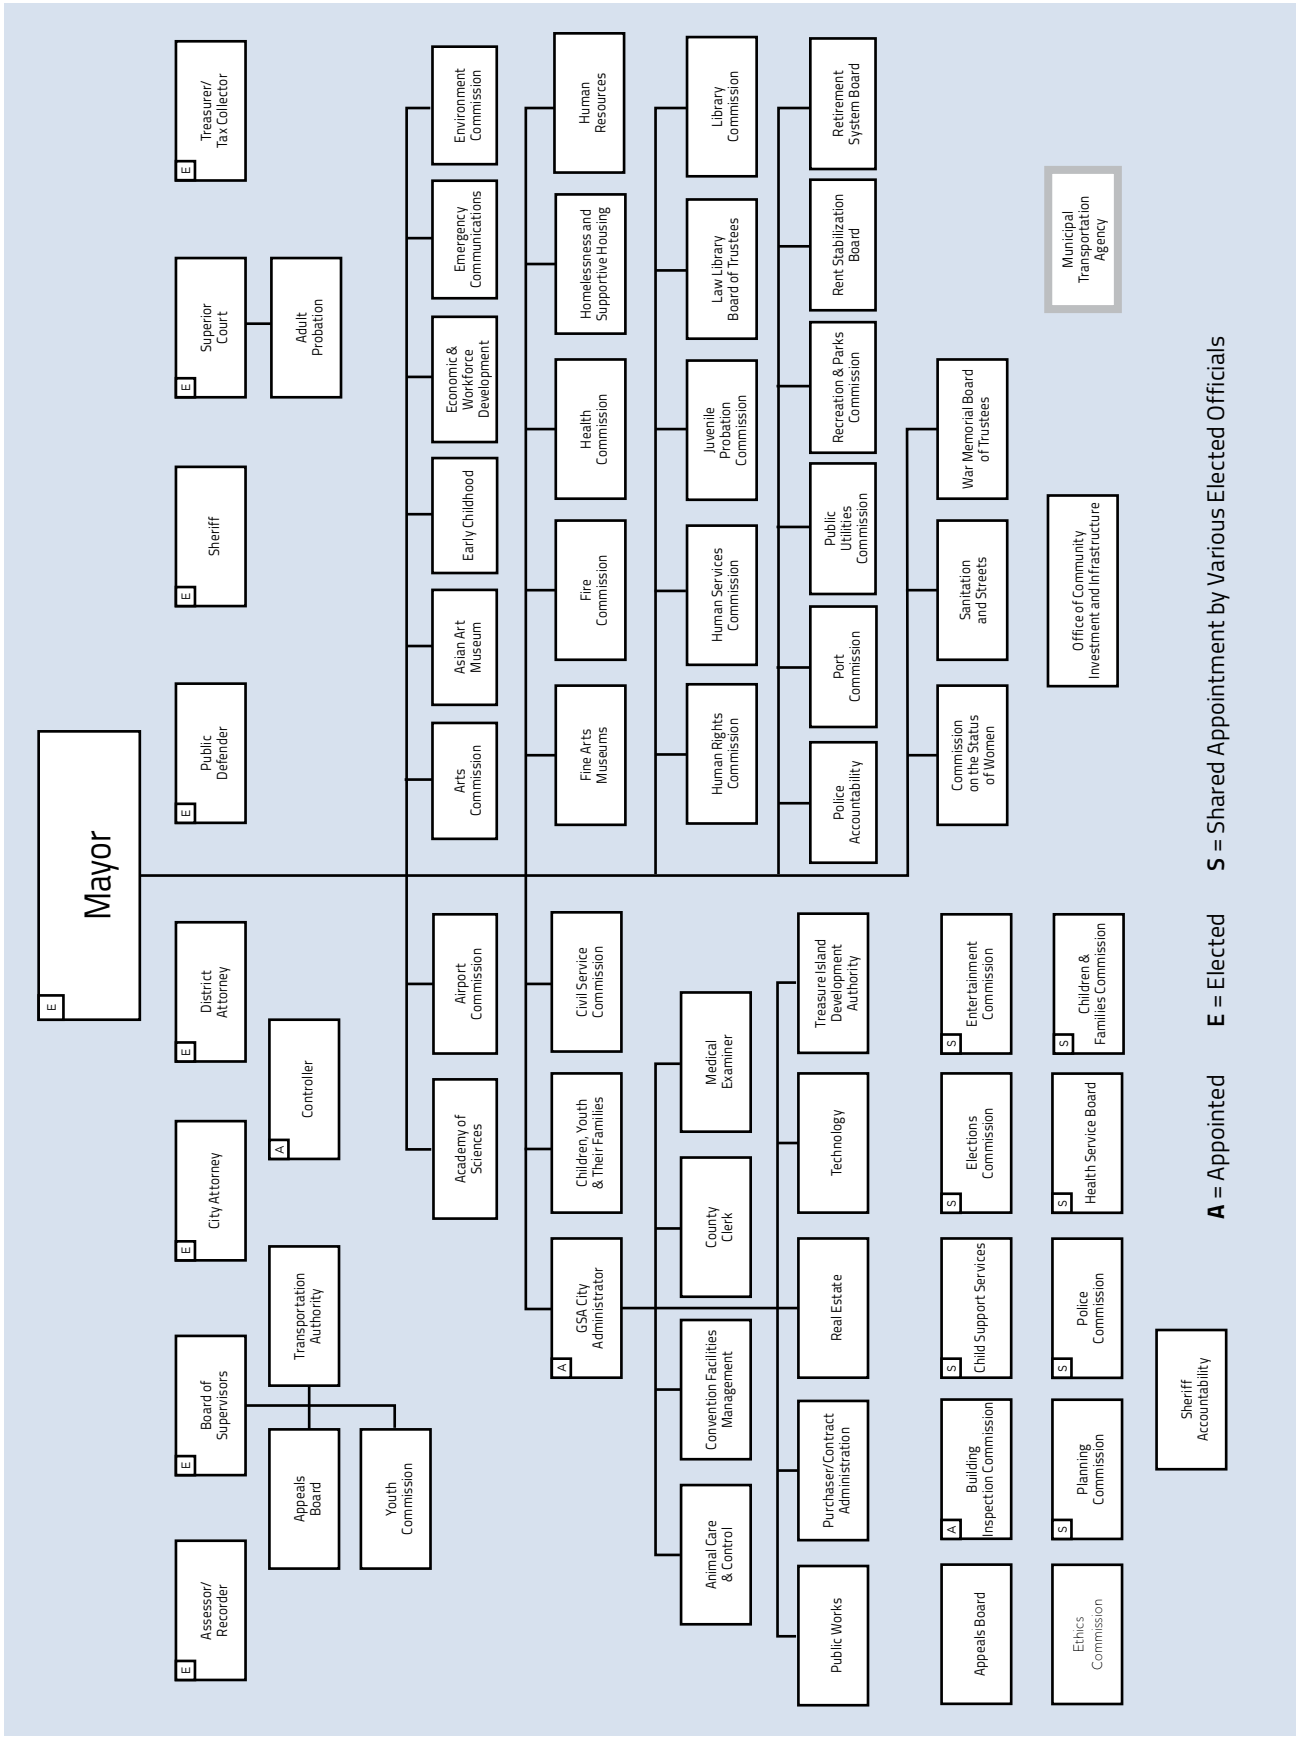 E
Mayor
E
Assessor/
Recorder
E
Board of
Supervisors
E
City Attorney
E
District
Attorney
E
Public
Defender
E
Sheriff
E
Superior
Court
E
Treasurer/
Tax Collector
Appeals
Board
Transportation
Authority
A
Controller
Adult
Probation
Youth
Commission
Academy of
Sciences
Airport
Commission
Arts
Commission
Asian Art
Museum
Early Childhood
Economic &
Workforce
Development
Emergency
Communications
Environment
Commission
A
GSA City
Administrator
Children, Youth
& Their Families
Civil Service
Commission
Fine Arts
Museums
Fire
Commission
Health
Commission
Homelessness and
Supportive Housing
Human
Resources
Animal Care
& Control
Convention Facilities
Management
County
Clerk
Medical
Examiner
Human Rights
Commission
Human Services
Commission
Juvenile
Probation
Commission
Law Library
Board of Trustees
Library
Commission
Public Works
Purchaser/Contract
Administration
Real Estate
Technology
Treasure Island
Development
Authority
Police
Accountability
Port
Commission
Public
Utilities
Commission
Recreation & Parks
Commission
Rent Stabilization
Board
Retirement
System Board
Appeals Board
A
Building
Inspection Commission
S
Child Support Services
S
Elections
Commission
S
Entertainment
Commission
Commission
on the Status
of Women
Sanitation
and Streets
War Memorial Board
of Trustees
Ethics
Commission
S
Planning
Commission
S
Police
Commission
S
Health Service Board
S
Children &
Families Commission
Office of Community
Investment and Infrastructure
Municipal
Transportation
Agency
Sheriff
Accountability
A = Appointed E = Elected S = Shared Appointment by Various Elected Officials